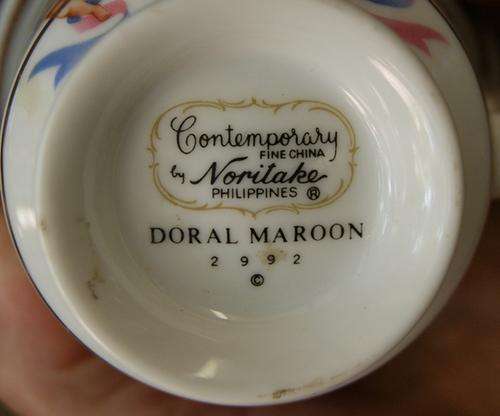 Contemporary
FINE CHINA
by Noritake
PHILIPPINES ®
DORAL MAROON
2992
©